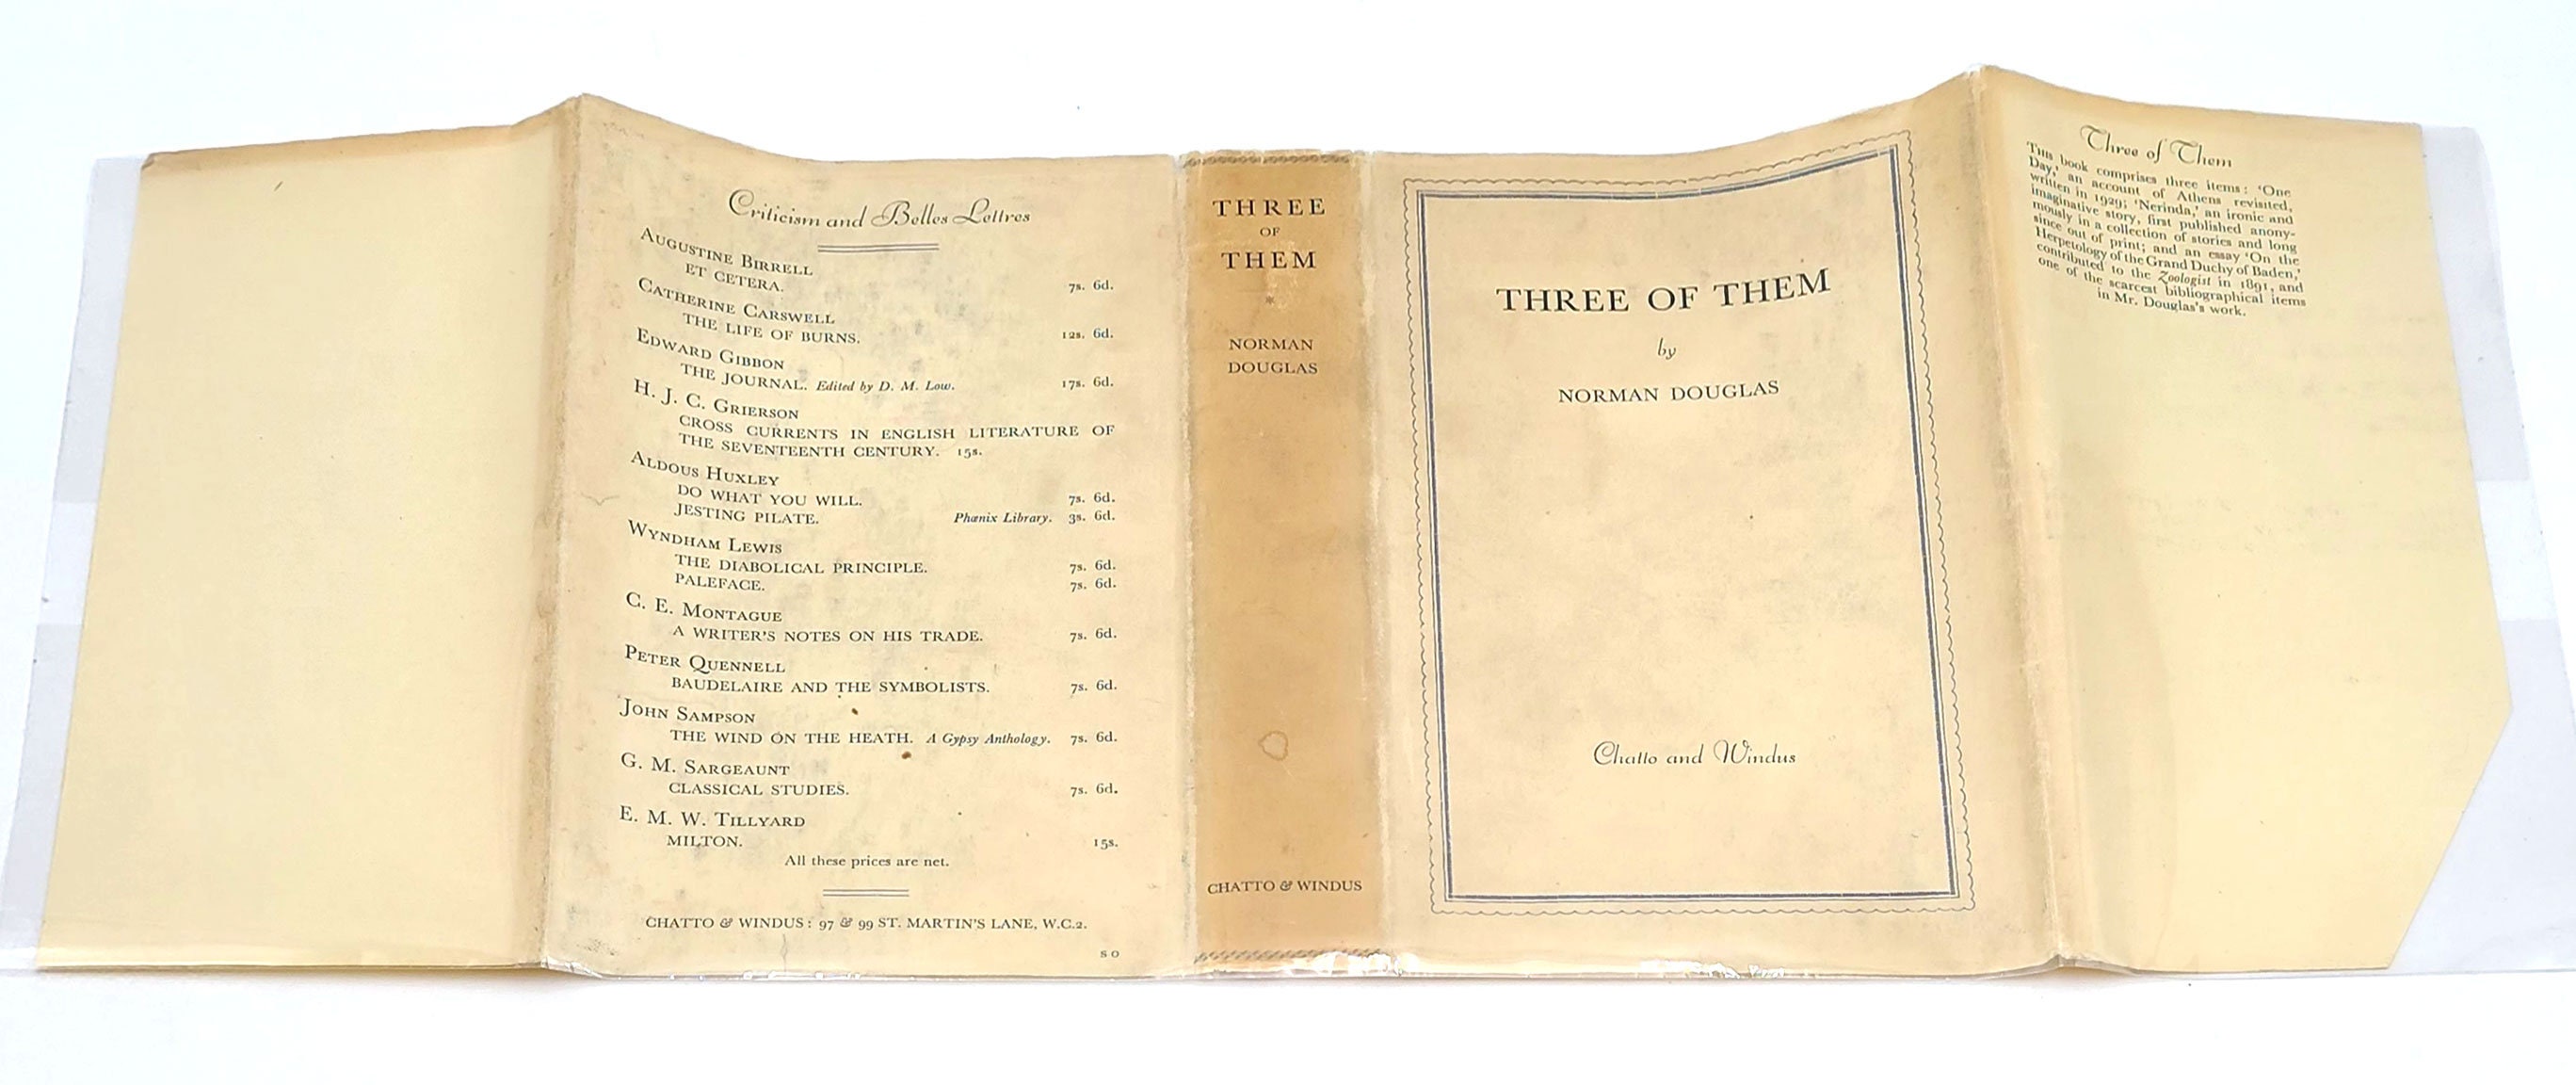 Criticism and Belles Lettres
AUGUSTINE BIRRELL
ET CETERA. 7s. 6d.
CATHERINE CARSWELL
THE LIFE OF BURNS. 12s. 6d.
EDWARD GIBBON
THE JOURNAL. Edited by D. M. Low. 17s. 6d.
H. J. C. GRIERSON
CROSS CURRENTS IN ENGLISH LITERATURE OF
THE SEVENTEENTH CENTURY. 15s.
ALDOUS HUXLEY
DO WHAT YOU WILL. 7s. 6d.
JESTING PILATE. Phœnix Library. 3s. 6d.
WYNDHAM LEWIS
THE DIABOLICAL PRINCIPLE. 7s. 6d.
PALEFACE. 7s. 6d.
C. E. MONTAGUE
A WRITER'S NOTES ON HIS TRADE. 7s. 6d.
PETER QUENNELL
BAUDELAIRE AND THE SYMBOLISTS. 7s. 6d.
JOHN SAMPSON
THE WIND ON THE HEATH. A Gypsy Anthology. 7s. 6d.
G. M. SARGEAUNT
CLASSICAL STUDIES. 7s. 6d.
E. M. W. TILLYARD
MILTON. 15s.
All these prices are net.
CHATTO & WINDUS: 97 & 99 ST. MARTIN'S LANE, W.C.2.
SO
THREE
OF
THEM
*
NORMAN
DOUGLAS
CHATTO & WINDUS
THREE OF THEM
by
NORMAN DOUGLAS
Chatto and Windus
Three of Them
This book comprises three items: 'One
Day,' an account of Athens revisited,
written in 1929; 'Nerinda,' an ironic and
imaginative story, first published anony-
mously in a collection of stories and long
since out of print; and an essay 'On the
Herpetology of the Grand Duchy of Baden,'
contributed to the Zoologist in 1891, and
one of the scarcest bibliographical items
in Mr. Douglas's work.